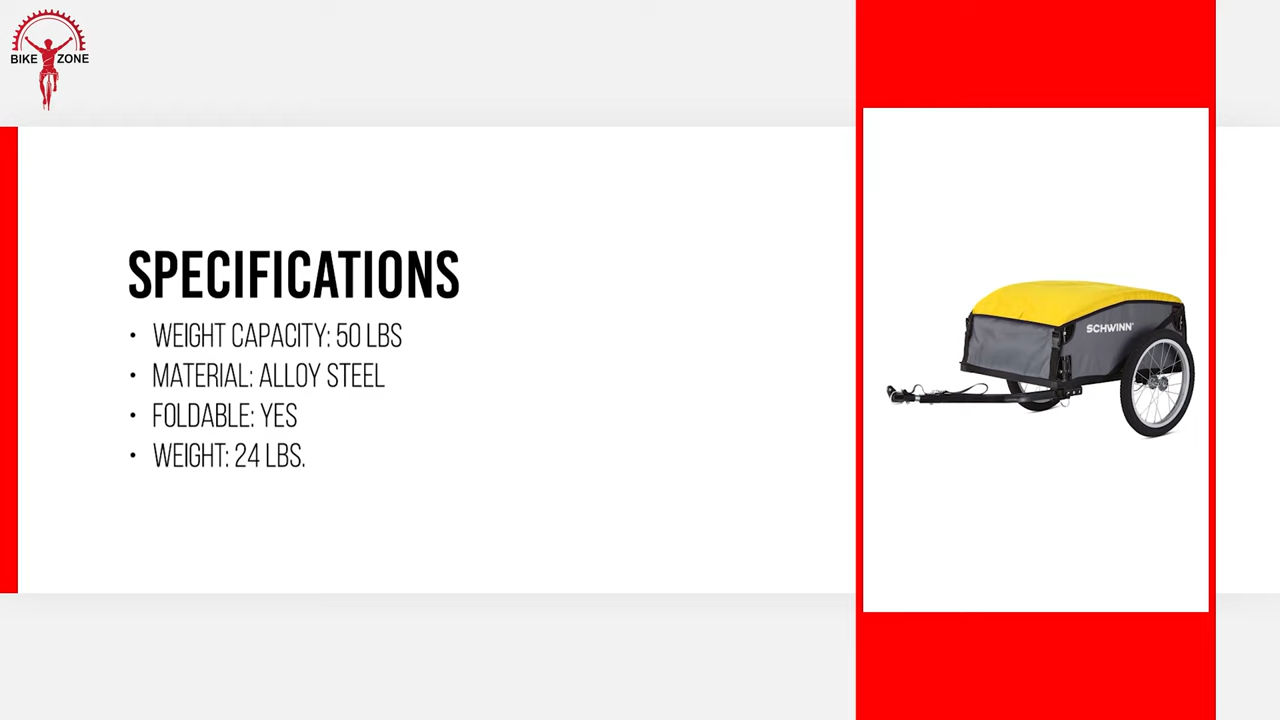 BIKE ZONE
SPECIFICATIONS
• WEIGHT CAPACITY: 50 LBS
• MATERIAL: ALLOY STEEL
• FOLDABLE: YES
• WEIGHT: 24 LBS.
SCHWINN